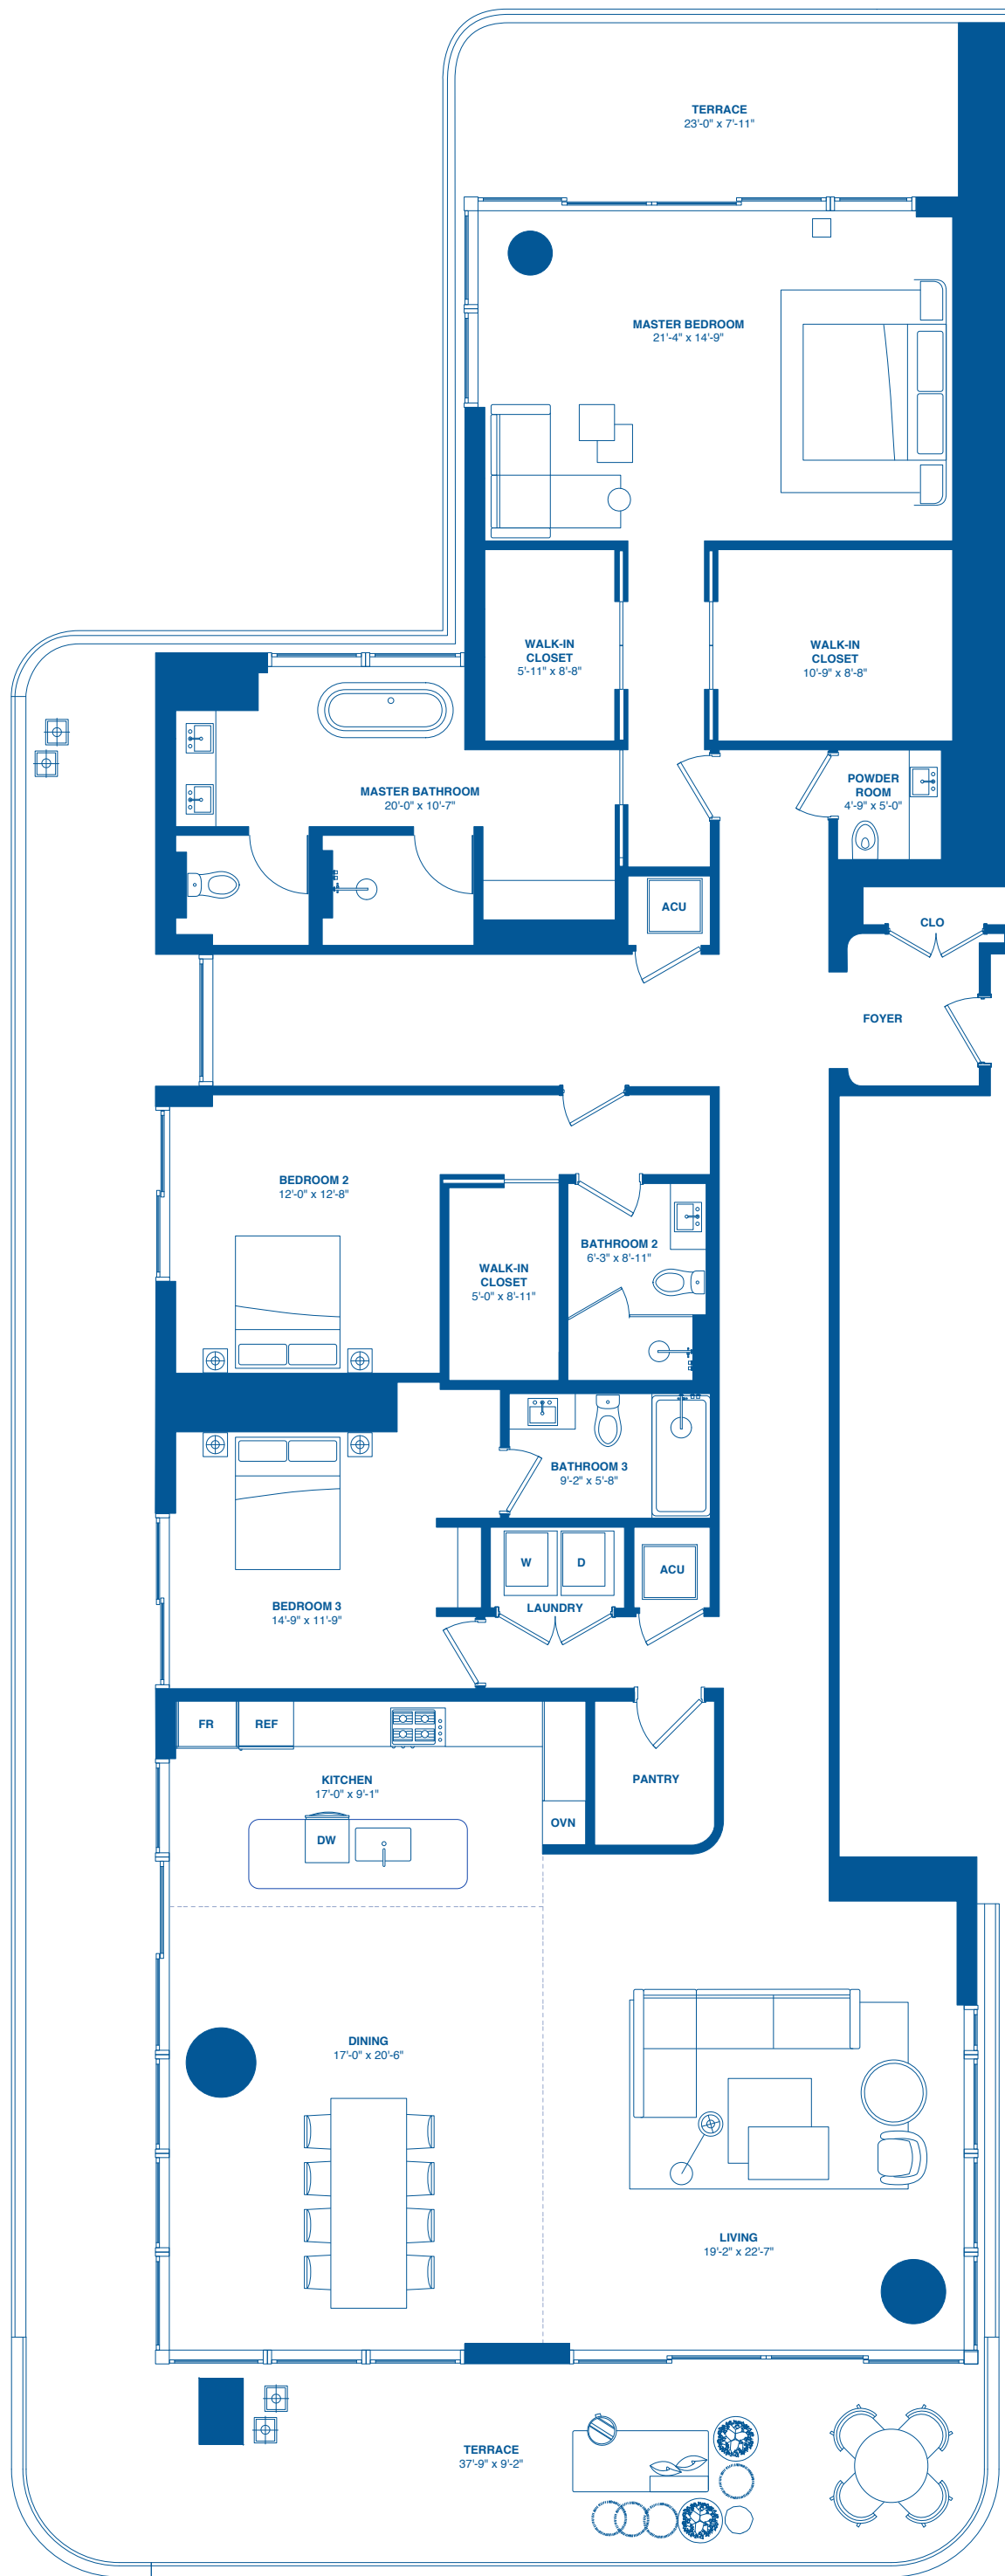 TERRACE
23'-0" x 7'-11"
MASTER BEDROOM
21'-4" x 14'-9"
WALK-IN
CLOSET
5'-11" x 8'-8"
WALK-IN
CLOSET
10'-9" x 8'-8"
MASTER BATHROOM
20'-0" x 10'-7"
POWDER
ROOM
4'-9" x 5'-0"
ACU
CLO
FOYER
BEDROOM 2
12'-0" x 12'-8"
WALK-IN
CLOSET
5'-0" x 8'-11"
BATHROOM 2
6'-3" x 8'-11"
BATHROOM 3
9'-2" x 5'-8"
W
D
ACU
LAUNDRY
BEDROOM 3
14'-9" x 11'-9"
FR
REF
KITCHEN
17'-0" x 9'-1"
PANTRY
OVN
DW
DINING
17'-0" x 20'-6"
LIVING
19'-2" x 22'-7"
TERRACE
37'-9" x 9'-2"